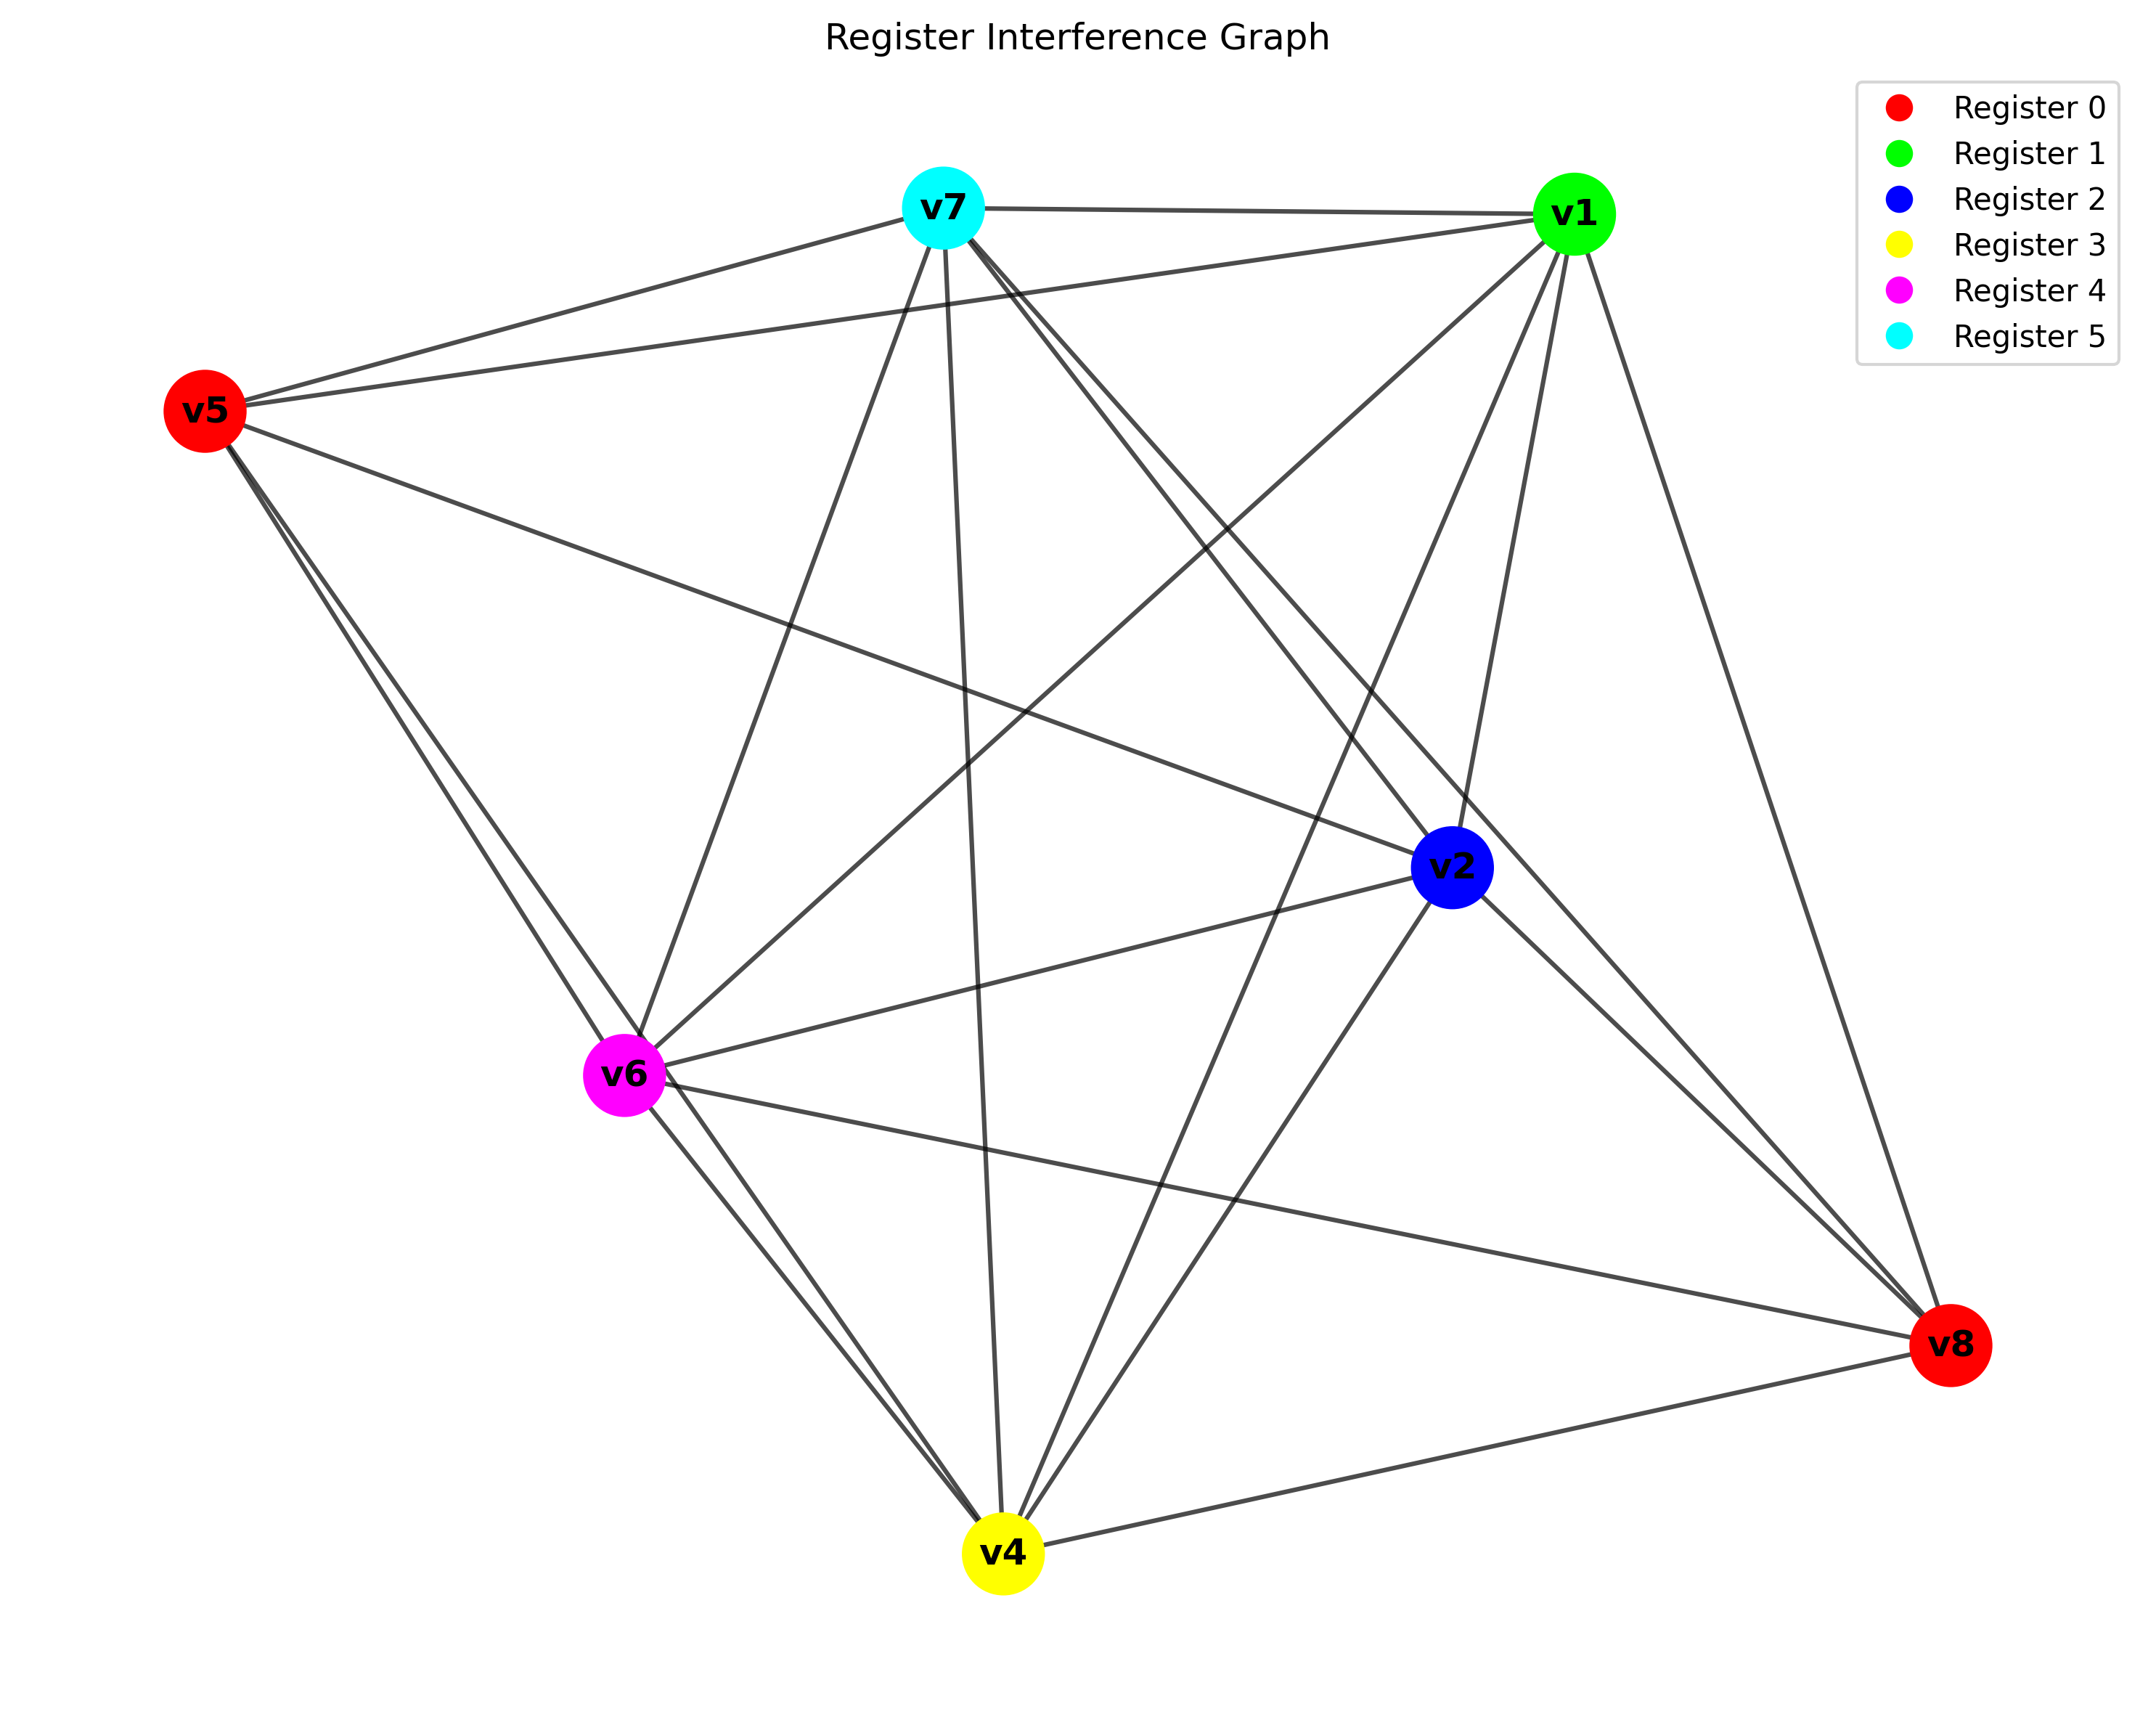 Register Interference Graph
Register 0
Register 1
Register 2
Register 3
Register 4
Register 5
v7
v1
v5
v2
v6
v8
v4